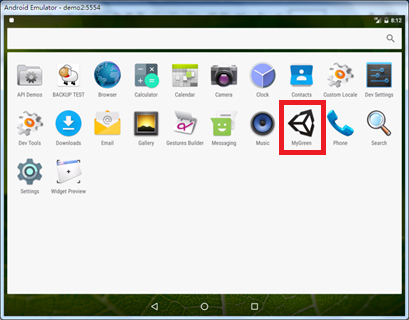 Android Emulator - demo2:5554
8:12
API Demos BACKUP TEST Browser Calculator Calendar Camera Clock Contacts Custom Locale Dev Settings
Dev Tools Downloads Email Gallery Gestures Builder Messaging Music MyGreen Phone Search
Settings Widget Preview